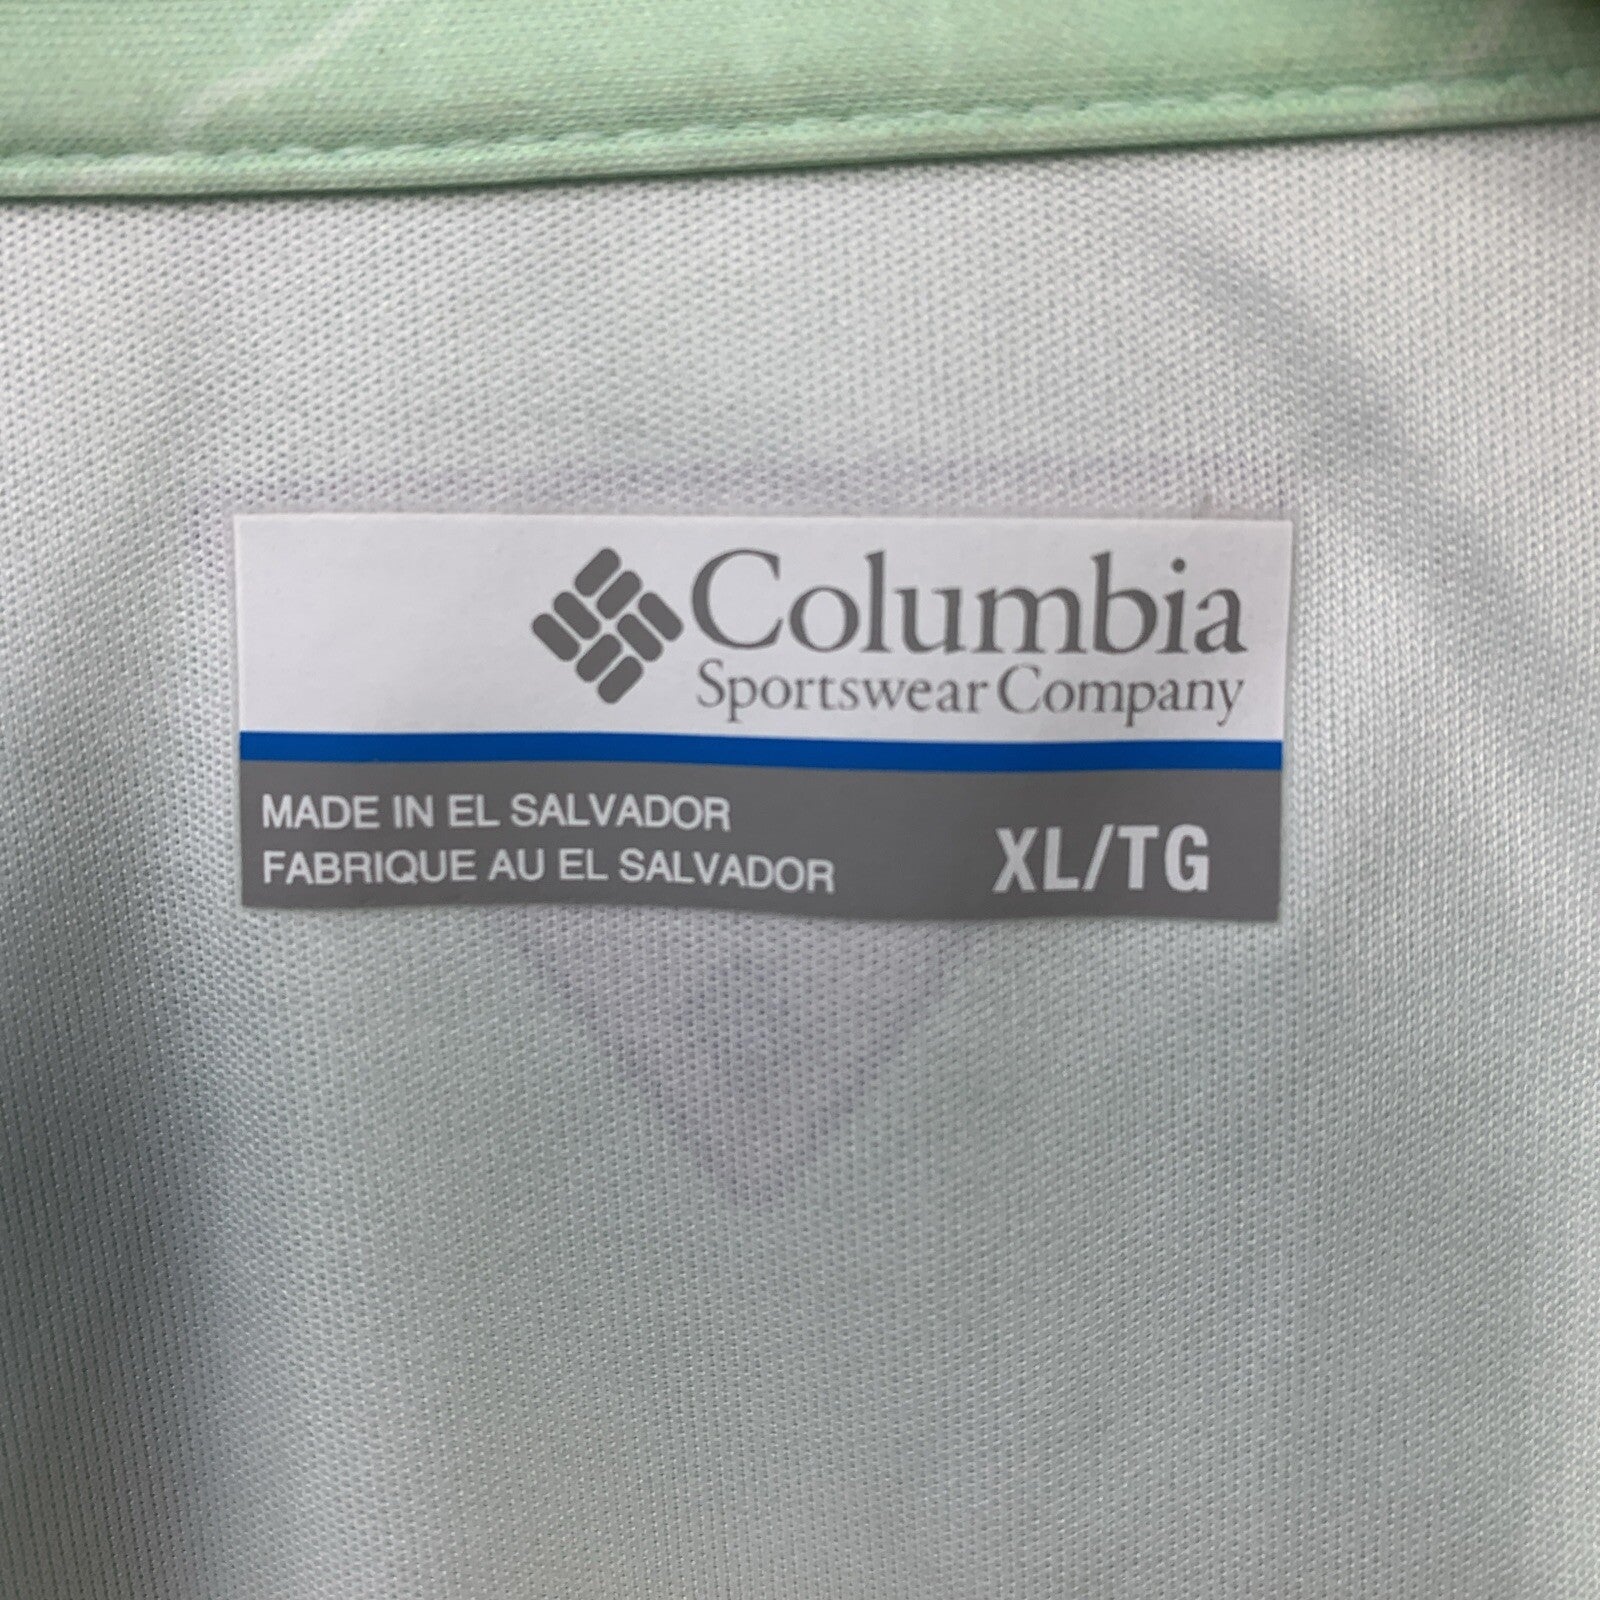 Columbia
Sportswear Company
MADE IN EL SALVADOR
FABRIQUE AU EL SALVADOR
XL/TG